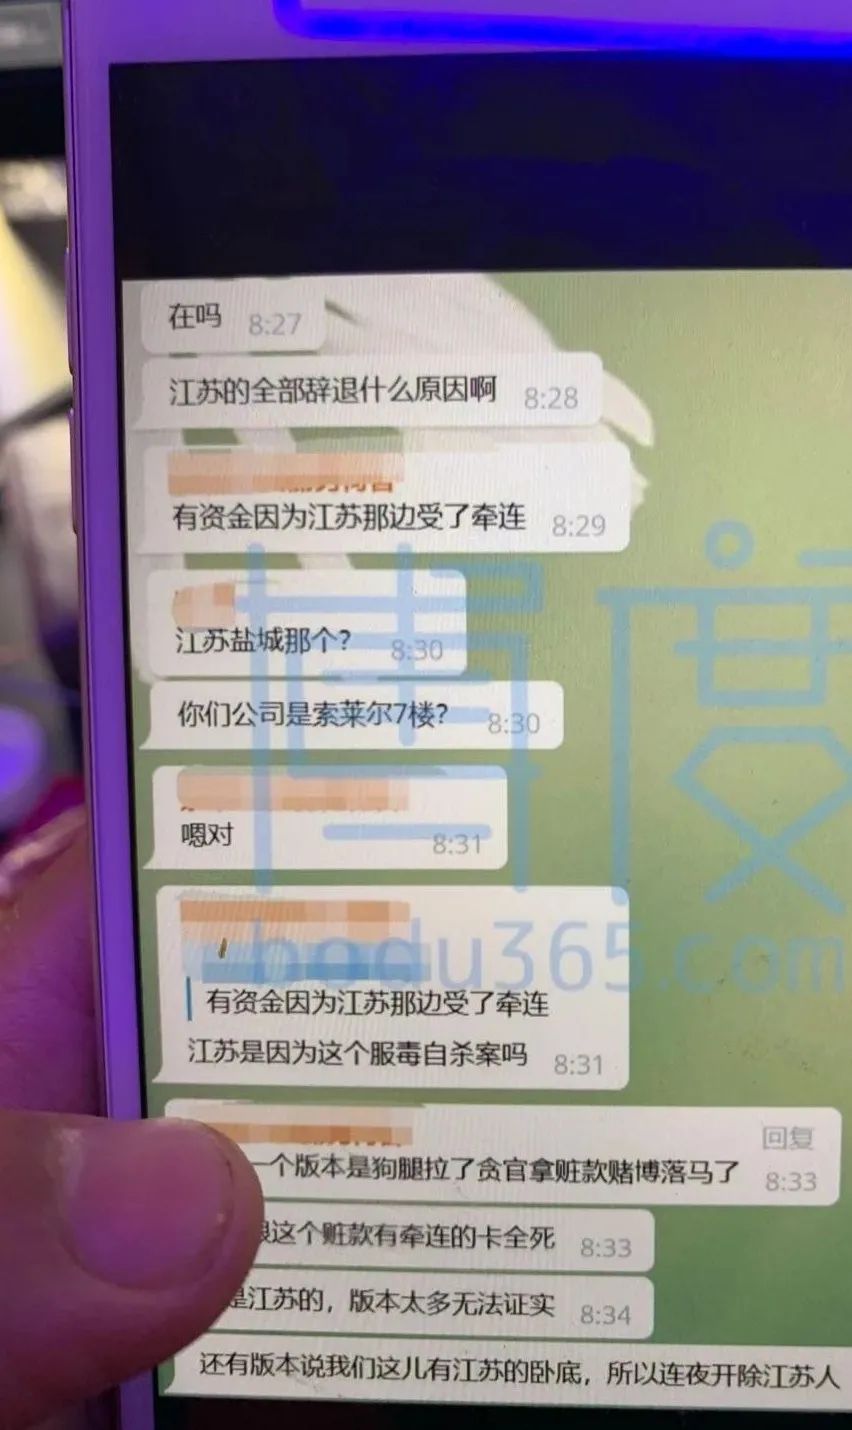 在吗 8:27
江苏的全部辞退什么原因啊 8:28
有资金因为江苏那边受了牵连 8:29
江苏盐城那个? 8:30
你们公司是索莱尔7楼? 8:30
嗯对 8:31
有资金因为江苏那边受了牵连
江苏是因为这个服毒自杀案吗 8:31
回复
一个版本是狗腿拉了贪官拿赃款赌博落马了 8:33
这个赃款有牵连的卡全死 8:33
是江苏的，版本太多无法证实 8:34
还有版本说我们这儿有江苏的卧底，所以连夜开除江苏人
博度
bodu365.com